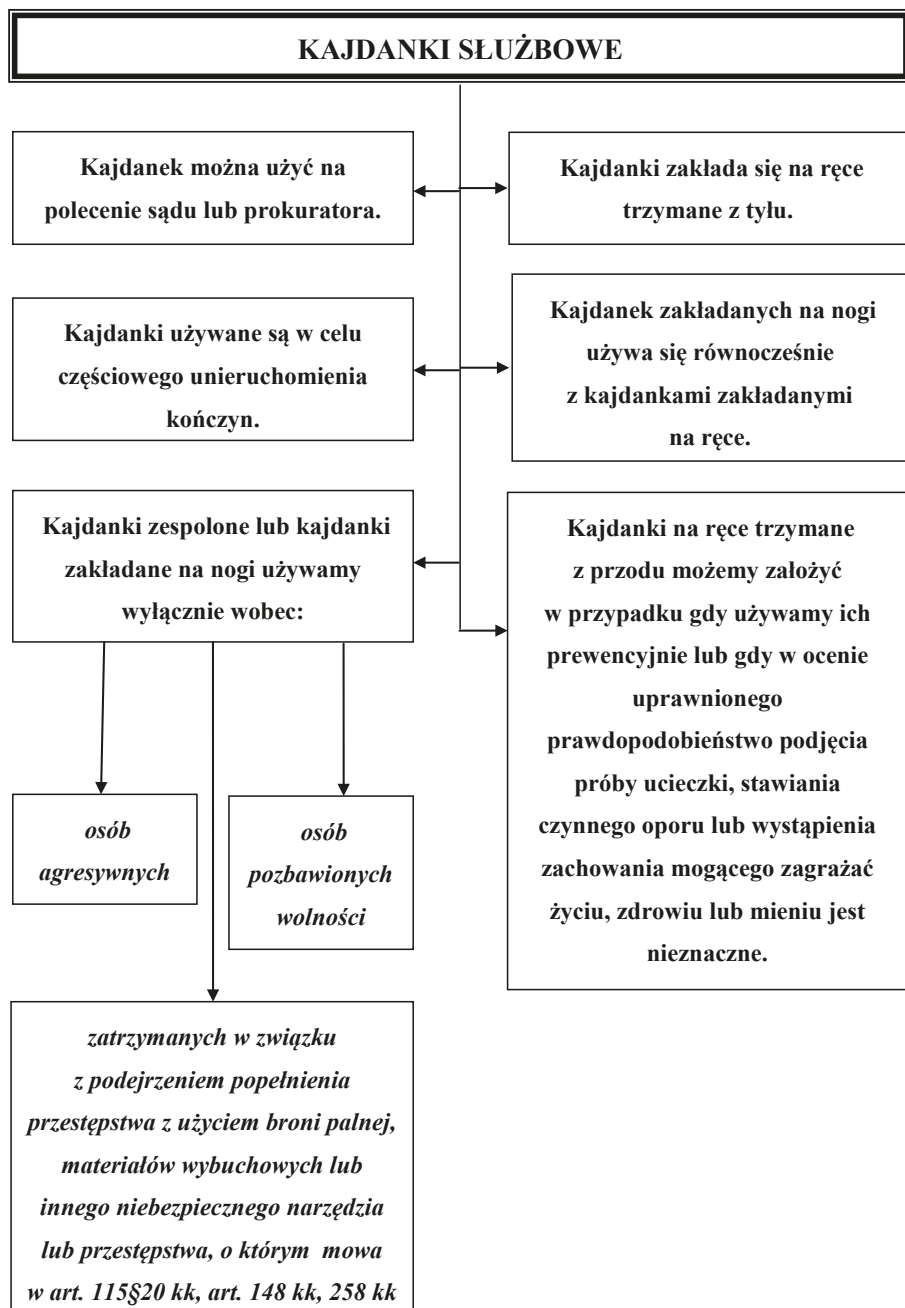 KAJDANKI SŁUŻBOWE
Kajdanek można użyć na
polecenie sądu lub prokuratora.
Kajdanki zakłada się na ręce
trzymane z tyłu.
Kajdanki używane są w celu
częściowego unieruchomienia
kończyn.
Kajdanek zakładanych na nogi
używa się równocześnie
z kajdankami zakładanymi
na ręce.
Kajdanki zespolone lub kajdanki
zakładane na nogi używamy
wyłącznie wobec:
Kajdanki na ręce trzymane
z przodu możemy założyć
w przypadku gdy używamy ich
prewencyjnie lub gdy w ocenie
uprawnionego
prawdopodobieństwo podjęcia
próby ucieczki, stawiania
czynnego oporu lub wystąpienia
zachowania mogącego zagrażać
życiu, zdrowiu lub mieniu jest
nieznaczne.
osób
agresywnych
osób
pozbawionych
wolności
zatrzymanych w związku
z podejrzeniem popełnienia
przestępstwa z użyciem broni palnej,
materiałów wybuchowych lub
innego niebezpiecznego narzędzia
lub przestępstwa, o którym mowa
w art. 115§20 kk, art. 148 kk, 258 kk